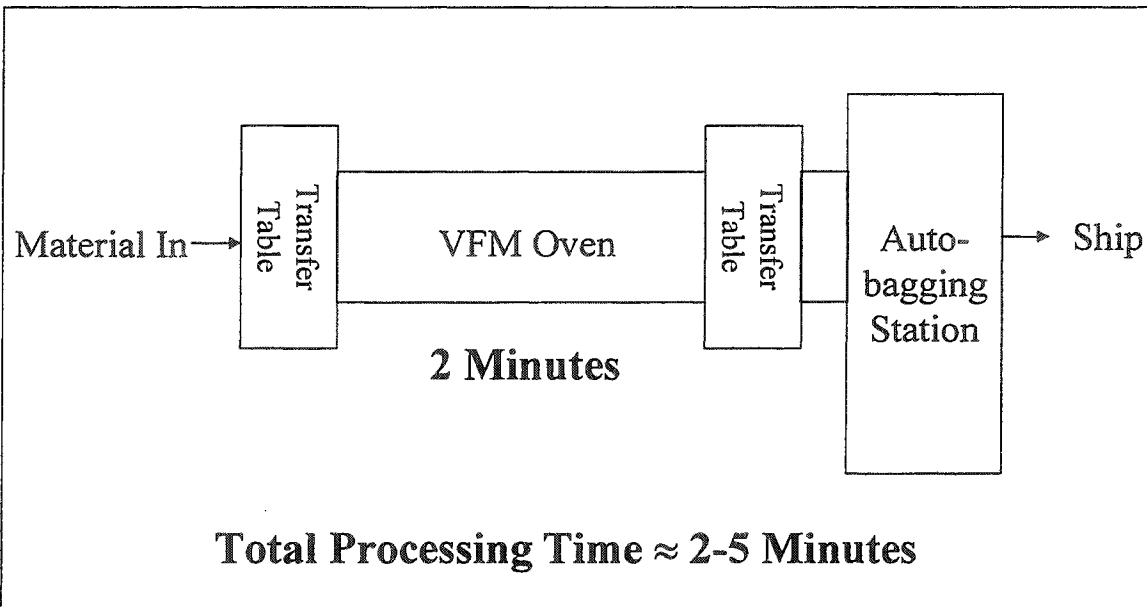 Material In
Transfer
Table
VFM Oven
2 Minutes
Transfer
Table
Auto-
bagging
Station
Ship
Total Processing Time ≈ 2-5 Minutes